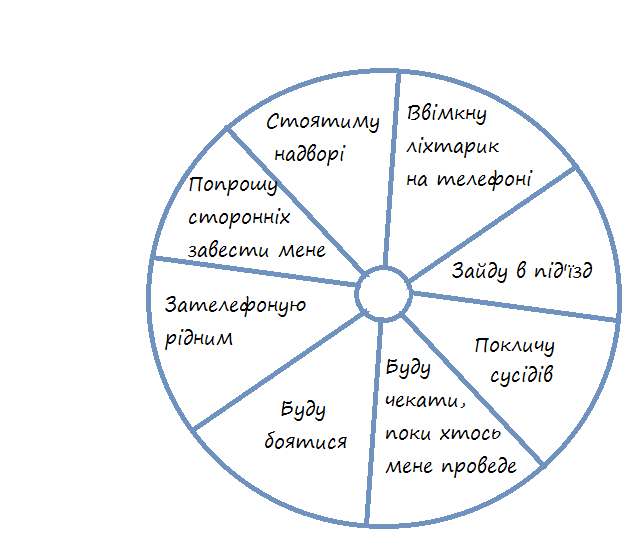 Ввімкну
ліхтарик
на телефоні
Зайду в під'їзд
Покличу
сусідів
Буду
чекати,
поки хтось
мене проведе
Буду
боятися
Зателефоную
рідним
Попрошу
сторонніх
завести мене
Стоятиму
надворі